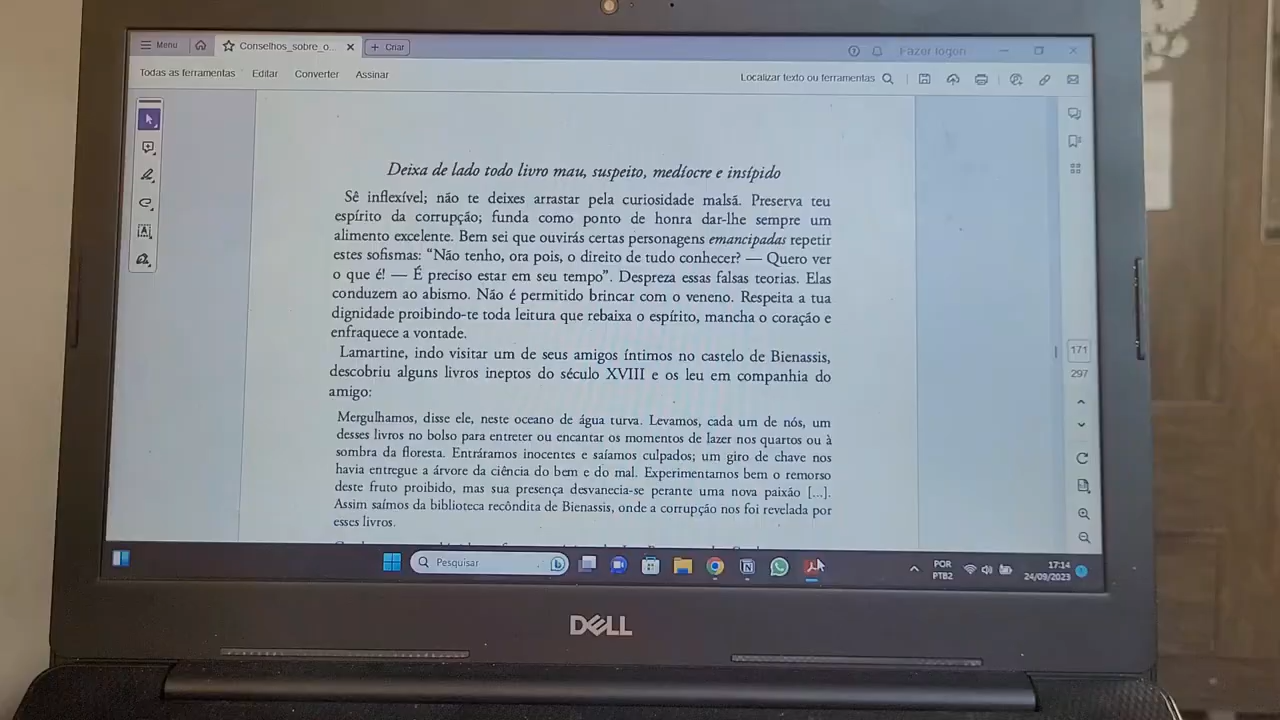 Menu
Conselhos_sobre_o...
Criar
Fazer logon
Todas as ferramentas
Editar
Converter
Assinar
Localizar texto ou ferramentas
Deixa de lado todo livro mau, suspeito, medíocre e insípido
Sê inflexível; não te deixes arrastar pela curiosidade malsã. Preserva teu
espírito da corrupção; funda como ponto de honra dar-lhe sempre um
alimento excelente. Bem sei que ouvirás certas personagens emancipadas repetir
estes sofismas: “Não tenho, ora pois, o direito de tudo conhecer? — Quero ver
o que é! — É preciso estar em seu tempo”. Despreza essas falsas teorias. Elas
conduzem ao abismo. Não é permitido brincar com o veneno. Respeita a tua
dignidade proibindo-te toda leitura que rebaixa o espírito, mancha o coração e
enfraquece a vontade.
Lamartine, indo visitar um de seus amigos íntimos no castelo de Bienassis,
descobriu alguns livros ineptos do século XVIII e os leu em companhia do
amigo:
Mergulhamos, disse ele, neste oceano de água turva. Levamos, cada um de nós, um
desses livros no bolso para entreter ou encantar os momentos de lazer nos quartos ou à
sombra da floresta. Entráramos inocentes e saíamos culpados; um giro de chave nos
havia entregue a árvore da ciência do bem e do mal. Experimentamos bem o remorso
deste fruto proibido, mas sua presença desvanecia-se perante uma nova paixão [...].
Assim saímos da biblioteca recôndita de Bienassis, onde a corrupção nos foi revelada por
esses livros.
171
297
Pesquisar
POR
PTB2
17:14
24/09/2023
DELL